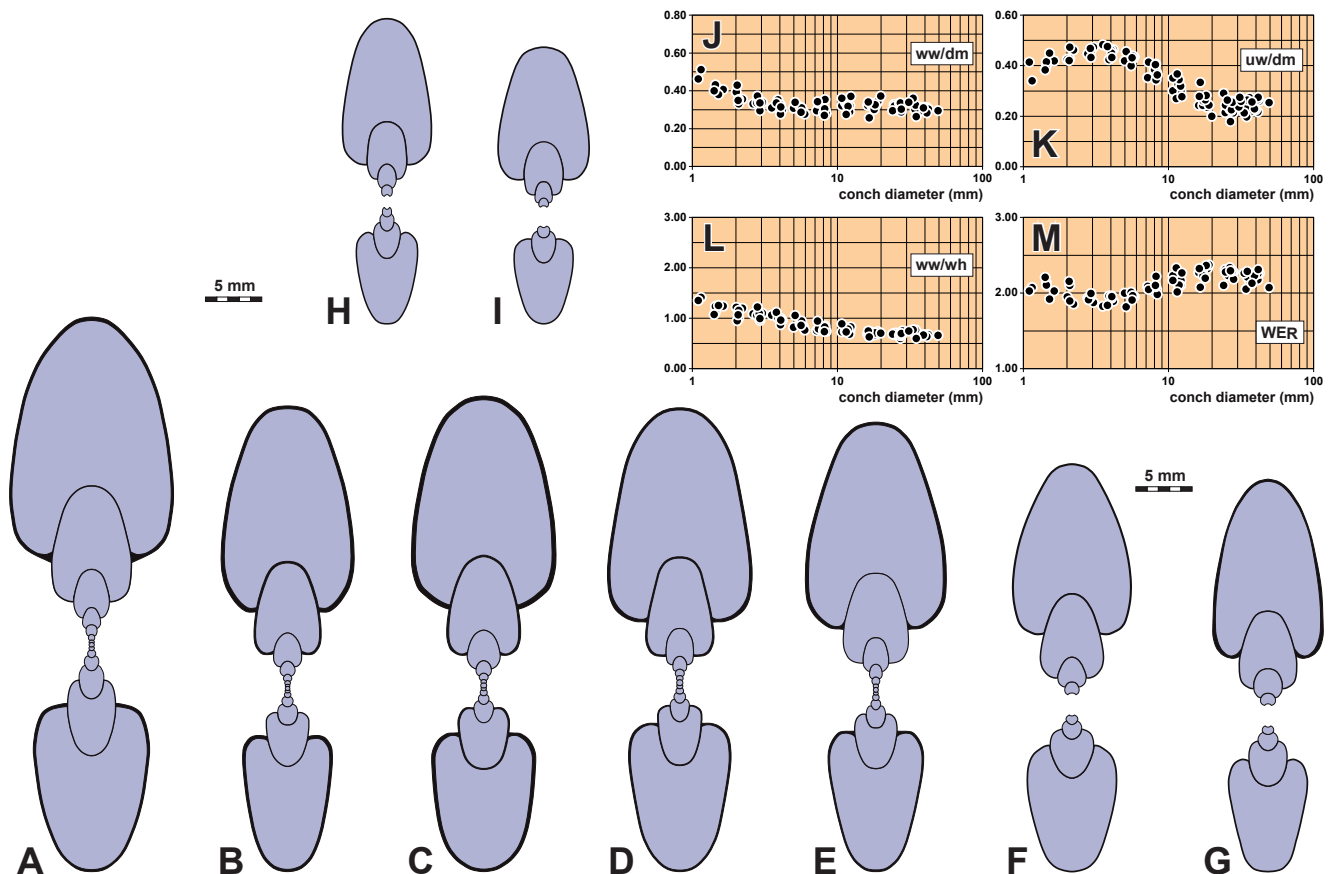 H
I
5 mm
J
ww/dm
0.80
0.60
0.40
0.20
0.00
1
10
100
conch diameter (mm)
K
uw/dm
0.60
0.40
0.20
0.00
1
10
100
conch diameter (mm)
L
ww/wh
3.00
2.00
1.00
0.00
1
10
100
conch diameter (mm)
M
WER
3.00
2.00
1.00
1
10
100
conch diameter (mm)
5 mm
A
B
C
D
E
F
G